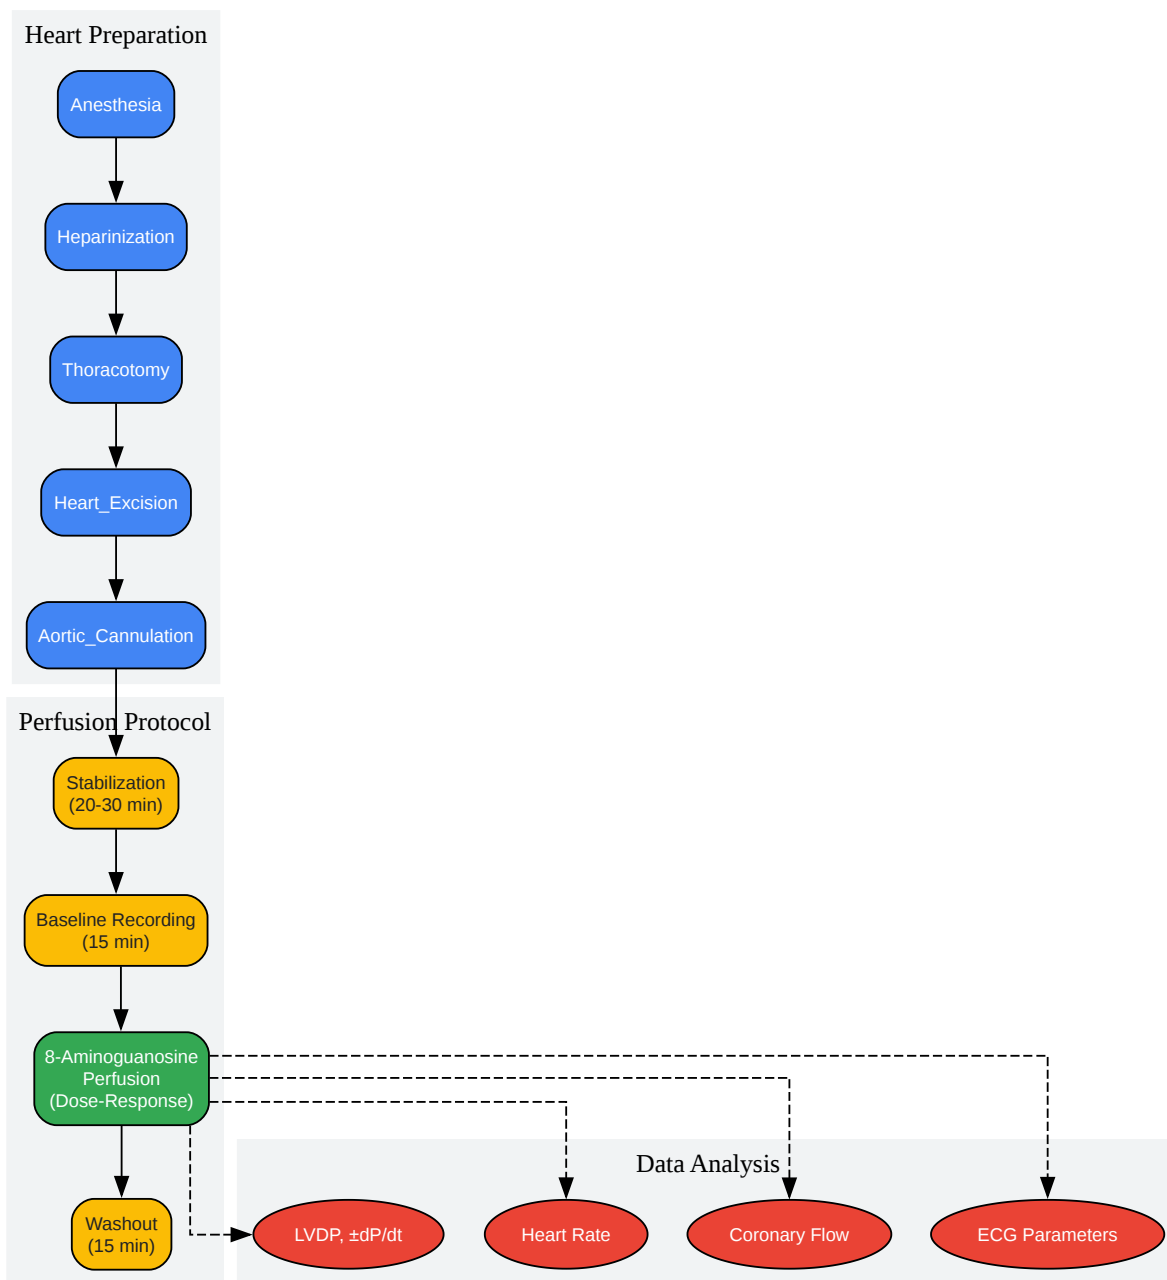 Heart Preparation
Anesthesia
Heparinization
Thoracotomy
Heart_Excision
Aortic_Cannulation
Perfusion Protocol
Stabilization
(20-30 min)
Baseline Recording
(15 min)
8-Aminoguanosine
Perfusion
(Dose-Response)
Washout
(15 min)
Data Analysis
LVDP, ±dP/dt
Heart Rate
Coronary Flow
ECG Parameters